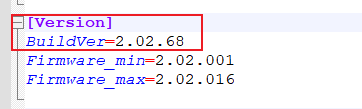 [Version]
BuildVer=2.02.68
Firmware_min=2.02.001
Firmware_max=2.02.016